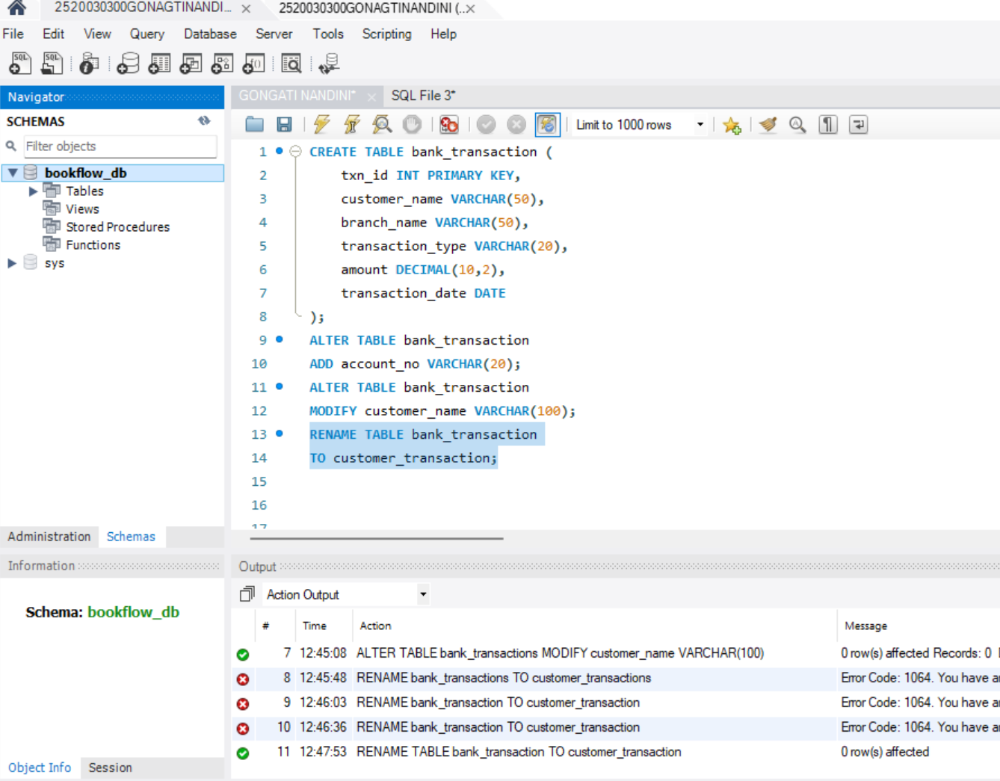 2520030300GONAGTINANDI... ×
2520030300GONAGTINANDINI (..×
File Edit View Query Database Server Tools Scripting Help
Navigator
SCHEMAS
Filter objects
bookflow_db
Tables
Views
Stored Procedures
Functions
sys
Administration Schemas
Information
Schema: bookflow_db
Object Info Session
GONGATI NANDINI* × SQL File 3*
Limit to 1000 rows
1 CREATE TABLE bank_transaction (
2 txn_id INT PRIMARY KEY,
3 customer_name VARCHAR(50),
4 branch_name VARCHAR(50),
5 transaction_type VARCHAR(20),
6 amount DECIMAL(10,2),
7 transaction_date DATE
8 );
9 ALTER TABLE bank_transaction
10 ADD account_no VARCHAR(20);
11 ALTER TABLE bank_transaction
12 MODIFY customer_name VARCHAR(100);
13 RENAME TABLE bank_transaction
14 TO customer_transaction;
15
16
17
Output
Action Output
# Time Action Message
7 12:45:08 ALTER TABLE bank_transactions MODIFY customer_name VARCHAR(100) 0 row(s) affected Records: 0
8 12:45:48 RENAME bank_transactions TO customer_transactions Error Code: 1064. You have a
9 12:46:03 RENAME bank_transaction TO customer_transaction Error Code: 1064. You have a
10 12:46:36 RENAME bank_transaction TO customer_transaction Error Code: 1064. You have a
11 12:47:53 RENAME TABLE bank_transaction TO customer_transaction 0 row(s) affected